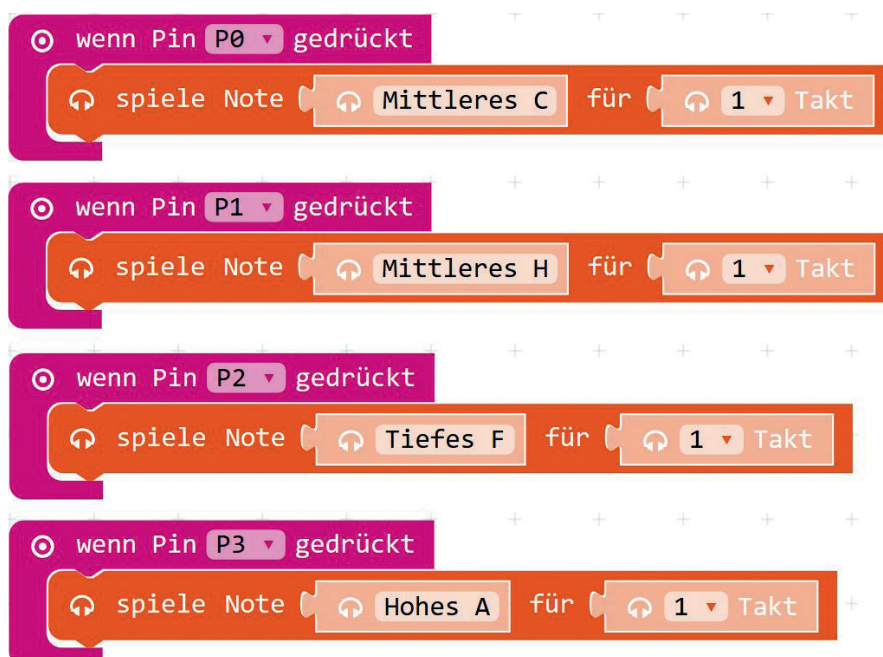 wenn Pin P0 gedrückt
spiele Note Mittleres C für 1 Takt
wenn Pin P1 gedrückt
spiele Note Mittleres H für 1 Takt
wenn Pin P2 gedrückt
spiele Note Tiefes F für 1 Takt
wenn Pin P3 gedrückt
spiele Note Hohes A für 1 Takt